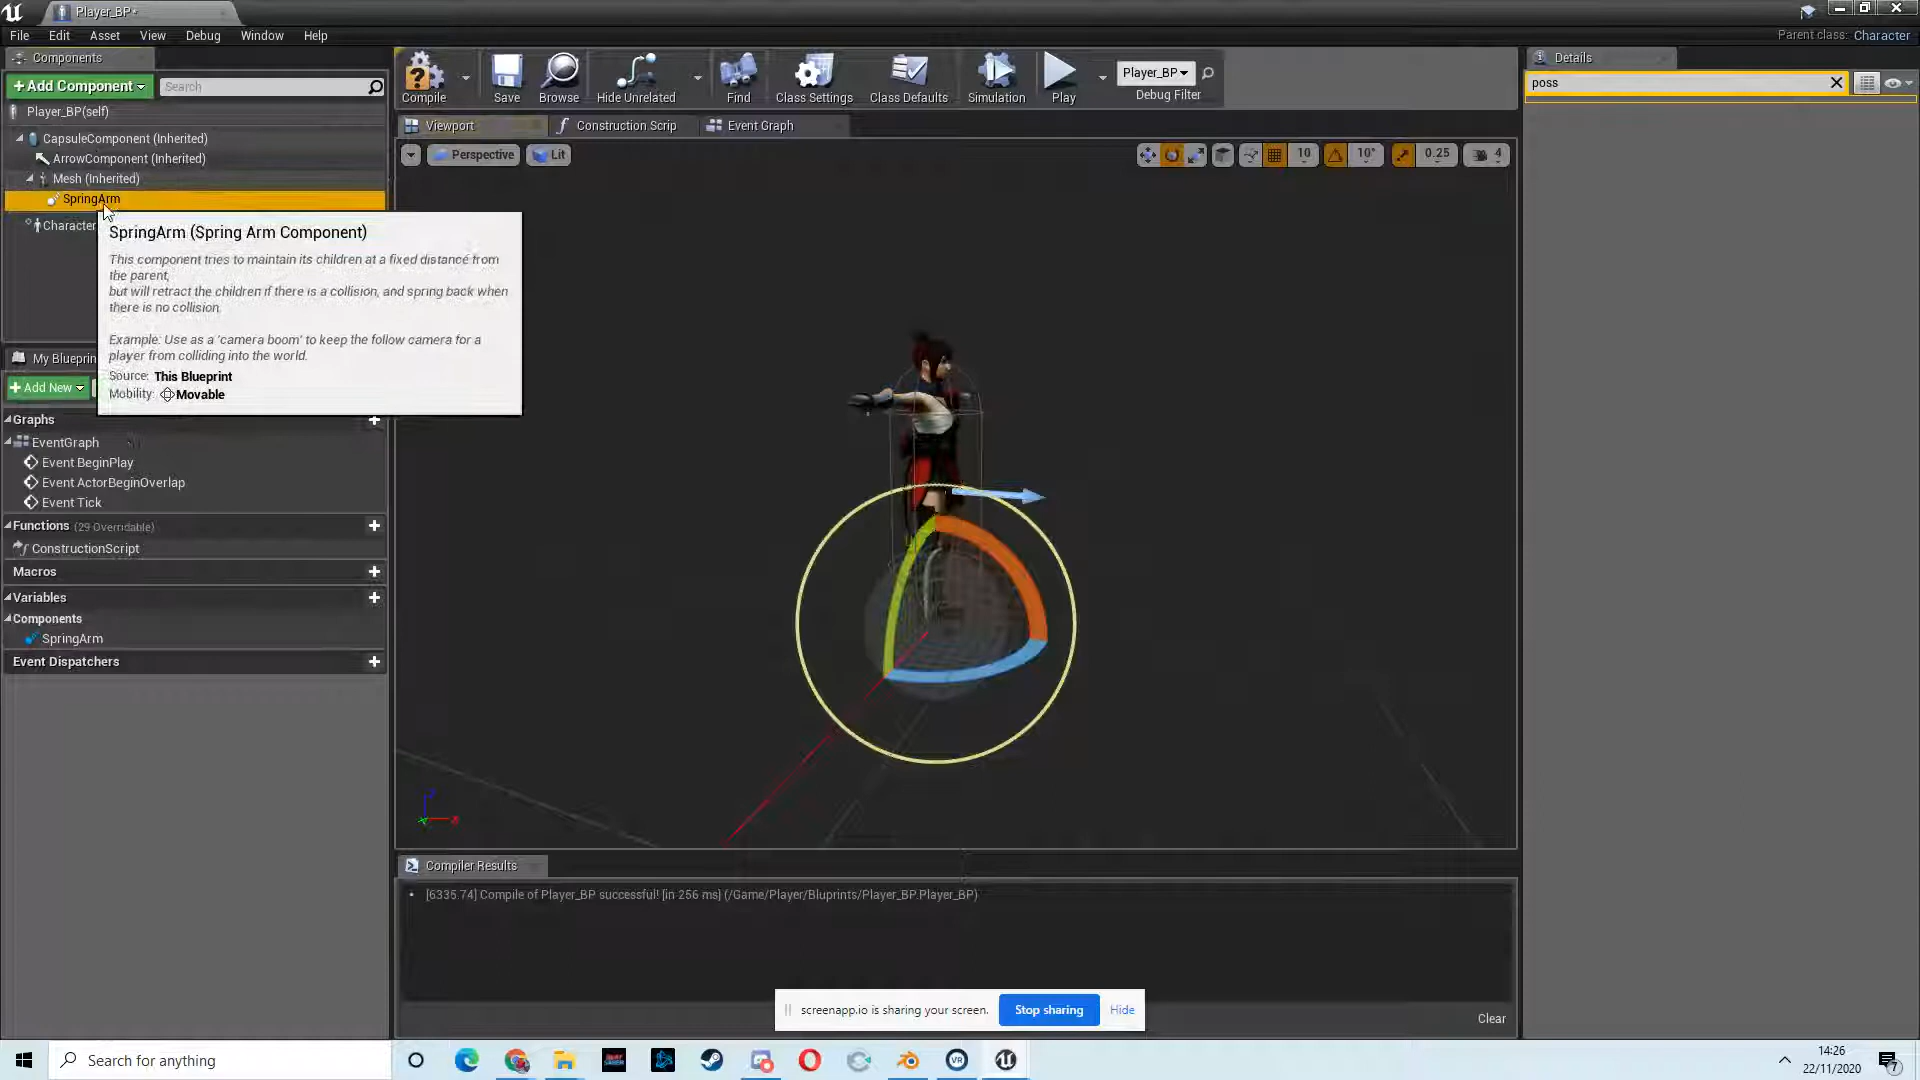 Player_BP*
File Edit Asset View Debug Window Help
Parent class: Character
Components
+Add Component
Search
Player_BP(self)
CapsuleComponent (Inherited)
ArrowComponent (Inherited)
Mesh (Inherited)
SpringArm
Character
SpringArm (Spring Arm Component)
This component tries to maintain its children at a fixed distance from
the parent,
but will retract the children if there is a collision, and spring back when
there is no collision.
Example: Use as a 'camera boom' to keep the follow camera for a
player from colliding into the world.
Source: This Blueprint
Mobility: Movable
My Blueprin
+Add New
Graphs
EventGraph
Event BeginPlay
Event ActorBeginOverlap
Event Tick
Functions (29 Overridable)
ConstructionScript
Macros
Variables
Components
SpringArm
Event Dispatchers
Compile Save Browse Hide Unrelated Find Class Settings Class Defaults Simulation Play
Player_BP
Debug Filter
Viewport
Construction Scrip
Event Graph
Perspective Lit
10 10° 0.25 4
Compiler Results
[6335.74] Compile of Player_BP successful! [in 256 ms] (/Game/Player/Bluprints/Player_BP.Player_BP)
Clear
Details
poss
screenapp.io is sharing your screen. Stop sharing Hide
Search for anything
14:26
22/11/2020
7